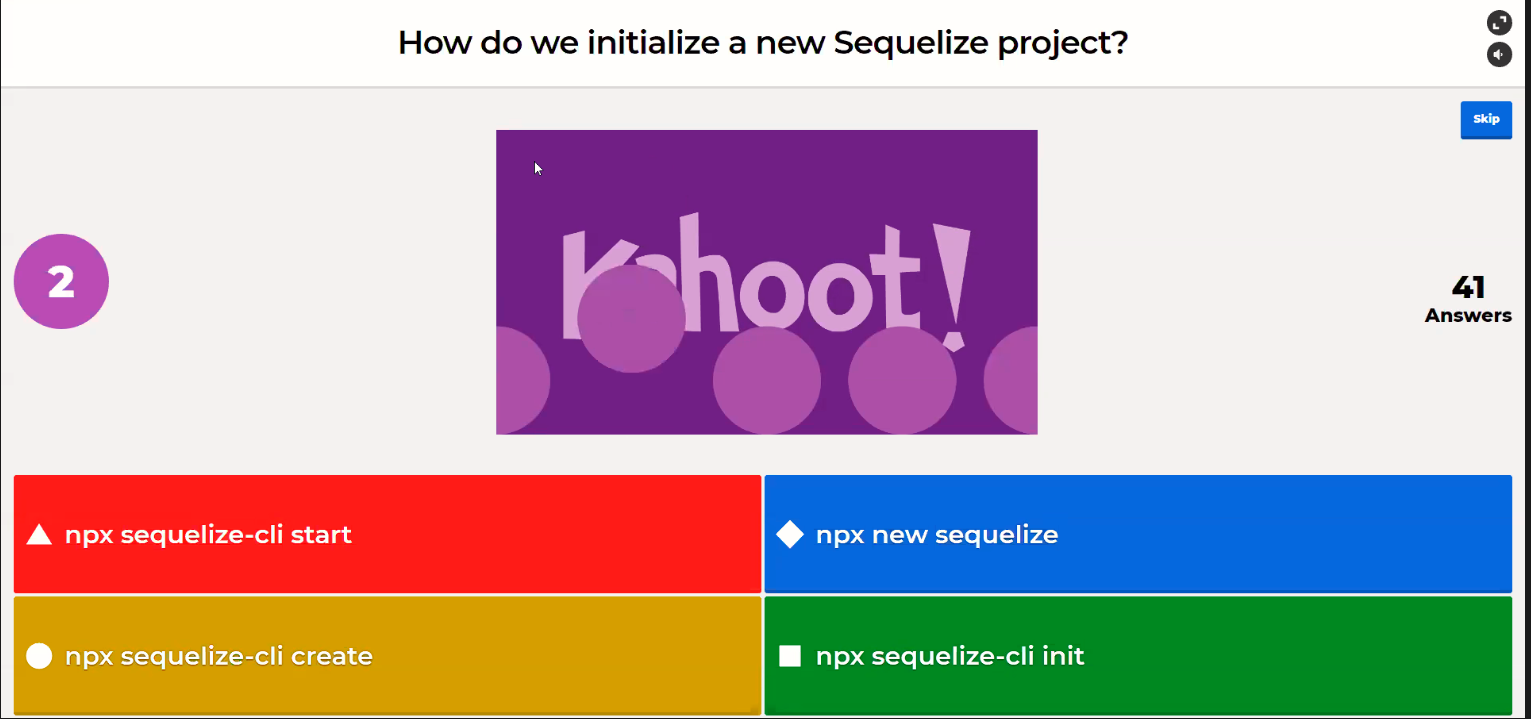 How do we initialize a new Sequelize project?
Skip
Kahoot!
2
41
Answers
npx sequelize-cli start
npx new sequelize
npx sequelize-cli create
npx sequelize-cli init